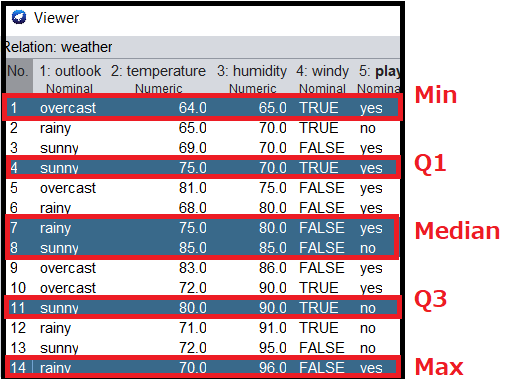 Viewer
Relation: weather
No. 1: outlook 2: temperature 3: humidity 4: windy 5: play
Nominal Numeric Numeric Nominal Nomina
1 overcast 64.0 65.0 TRUE yes Min
2 rainy 65.0 70.0 TRUE no
3 sunny 69.0 70.0 FALSE yes
4 sunny 75.0 70.0 TRUE yes Q1
5 overcast 81.0 75.0 FALSE yes
6 rainy 68.0 80.0 FALSE yes
7 rainy 75.0 80.0 FALSE yes Median
8 sunny 85.0 85.0 FALSE no
9 overcast 83.0 86.0 FALSE yes
10 overcast 72.0 90.0 TRUE yes
11 sunny 80.0 90.0 TRUE no Q3
12 rainy 71.0 91.0 TRUE no
13 sunny 72.0 95.0 FALSE no
14 rainy 70.0 96.0 FALSE yes Max